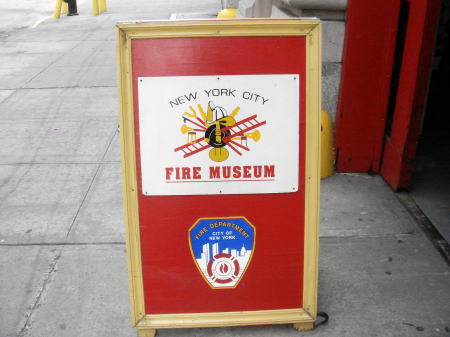 NEW YORK CITY
FIRE MUSEUM
FIRE DEPARTMENT
CITY OF
NEW YORK